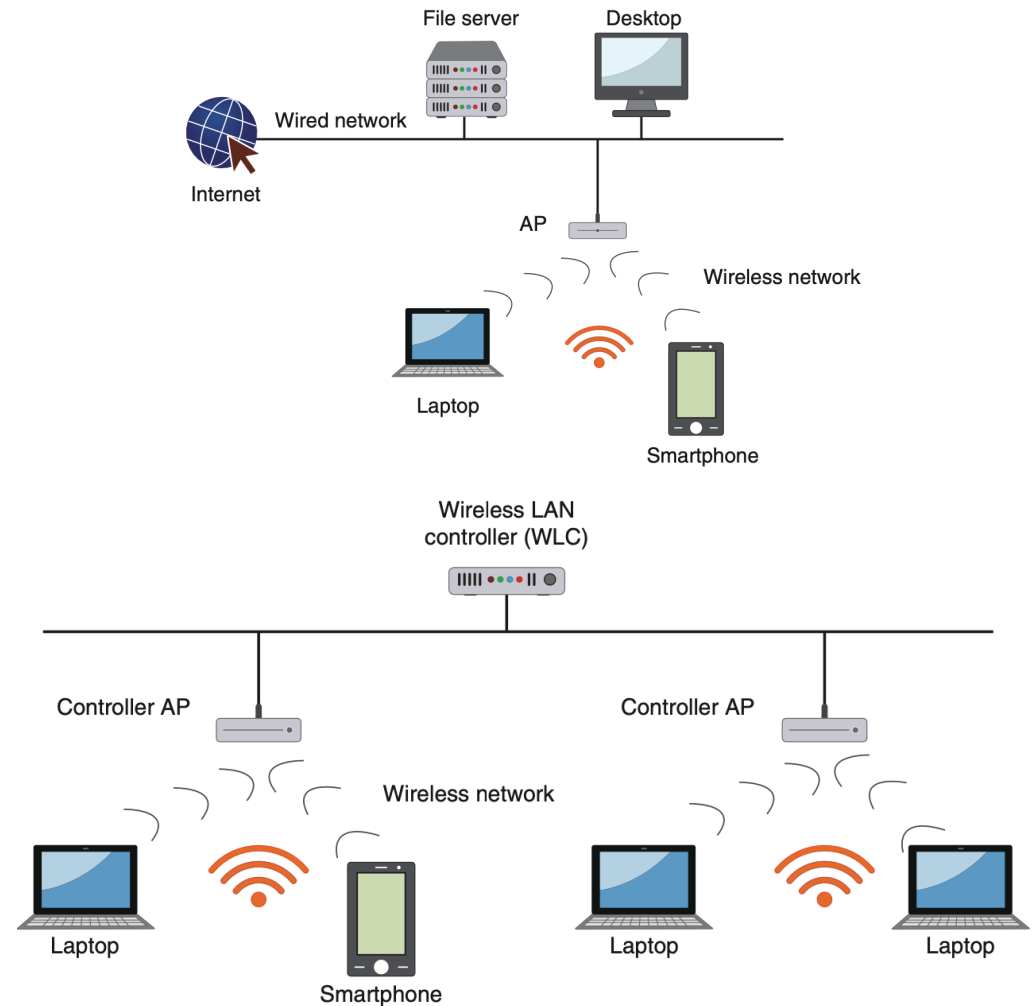 File server
Desktop
Wired network
Internet
AP
Wireless network
Laptop
Smartphone
Wireless LAN
controller (WLC)
Controller AP
Controller AP
Wireless network
Laptop
Smartphone
Laptop
Laptop